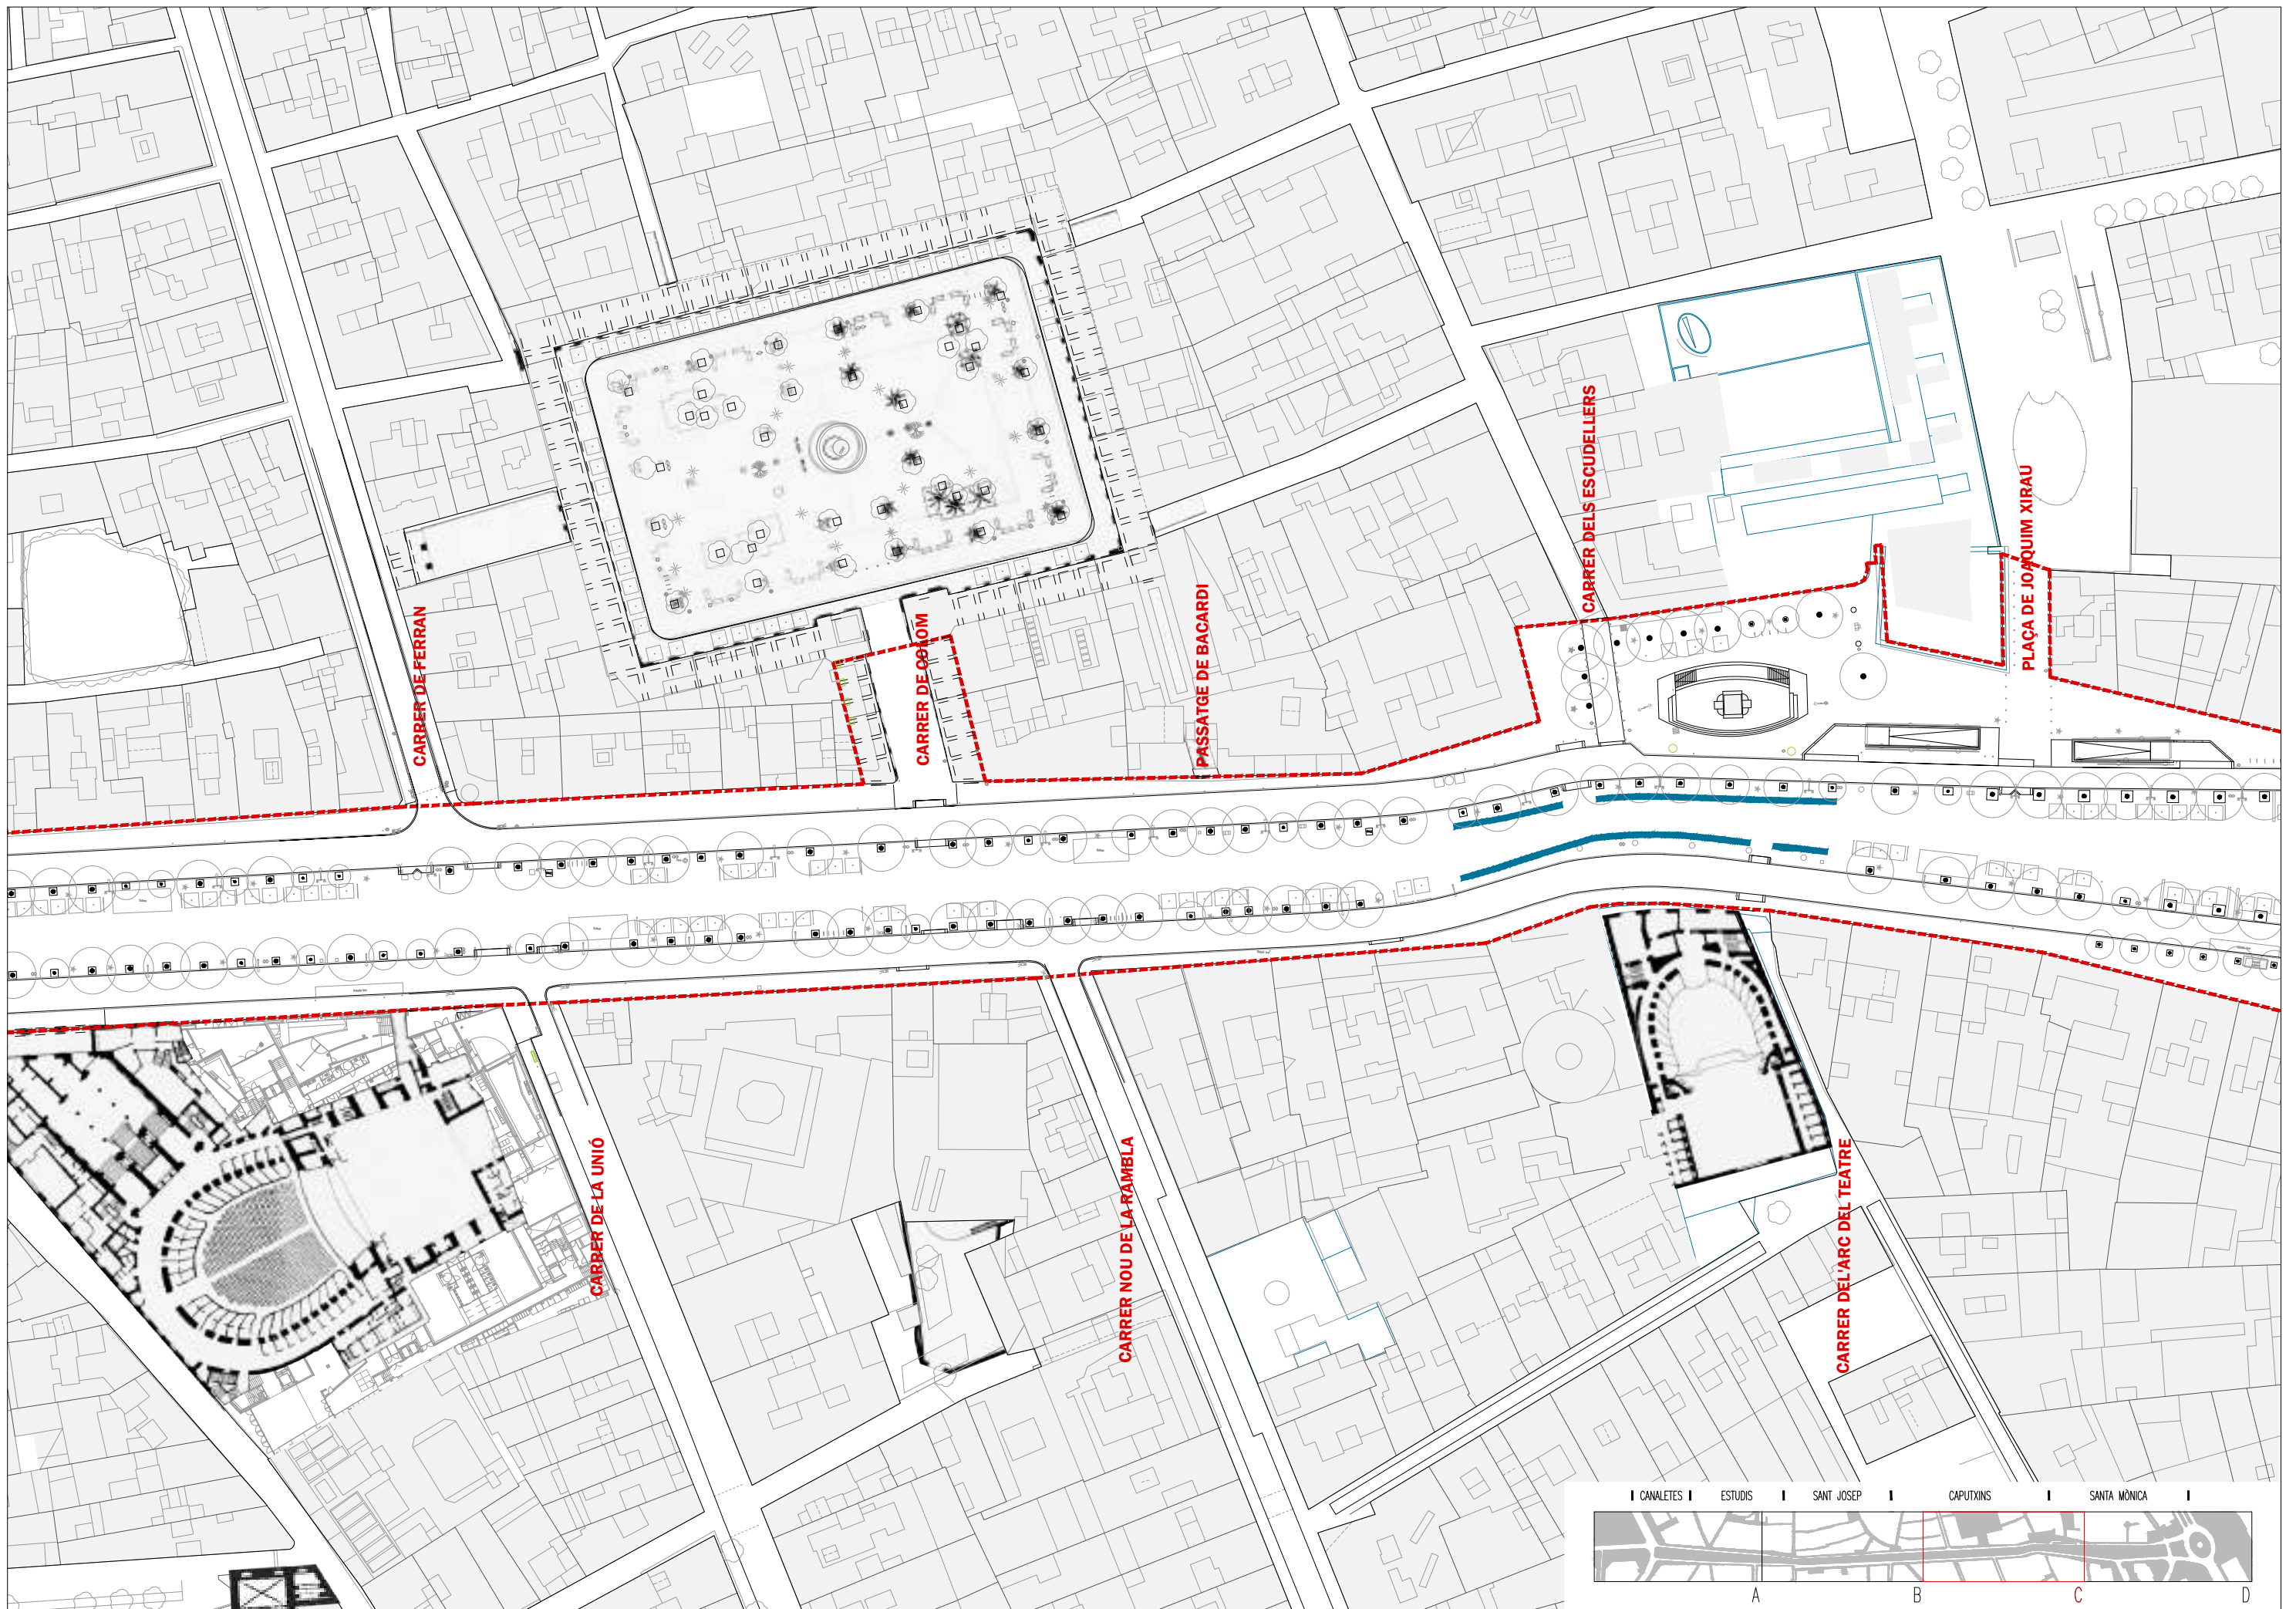 CARRER DE FERRAN
CARRER DE COLOM
PASSATGE DE BACARDI
CARRER DELS ESCUDELLERS
PLAÇA DE JOAQUIM XIRAU
CARRER DE LA UNIÓ
CARRER NOU DE LA RAMBLA
CARRER DE L'ARC DEL TEATRE
CANALETES
ESTUDIS
SANT JOSEP
CAPUTXINS
SANTA MÒNICA
A
B
C
D